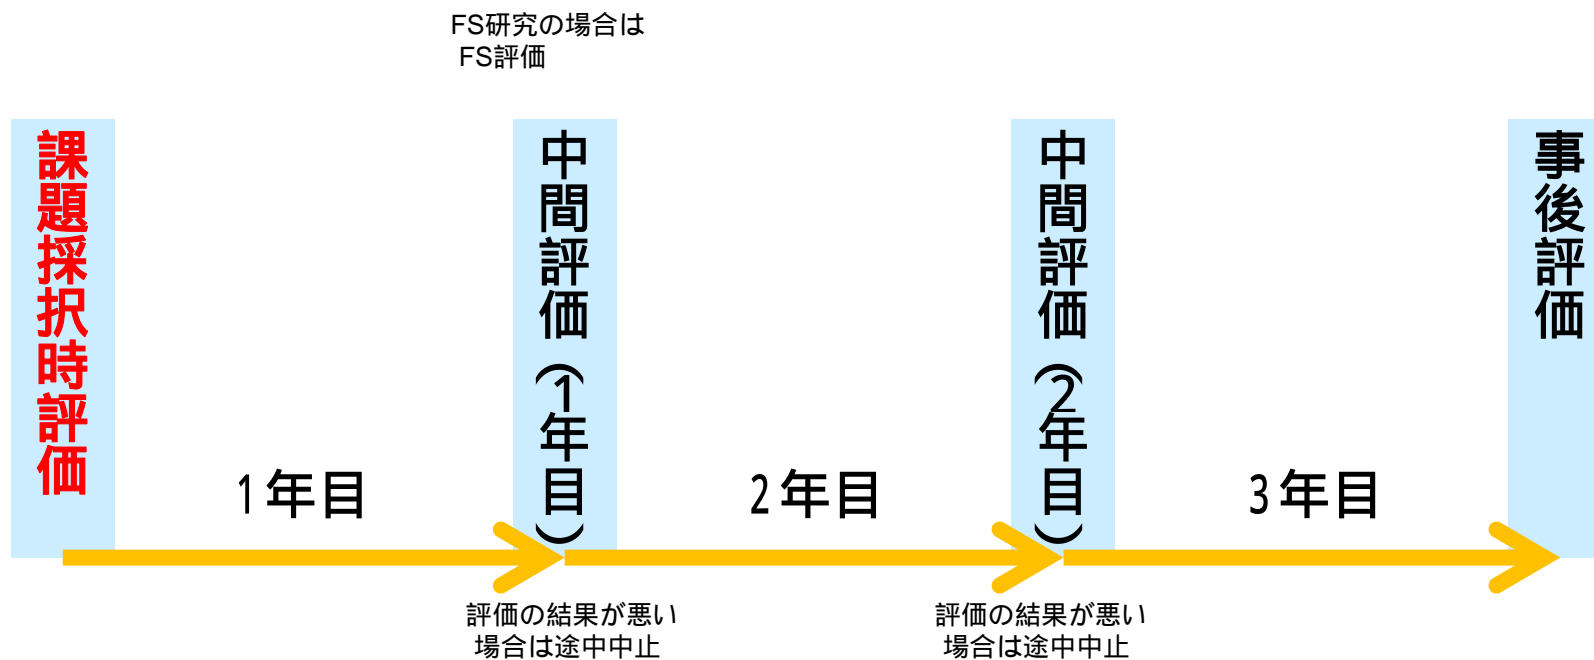 FS研究の場合は
FS評価
課題採択時評価
中間評価(1年目)
中間評価(2年目)
事後評価
1年目
2年目
3年目
評価の結果が悪い
場合は途中中止
評価の結果が悪い
場合は途中中止